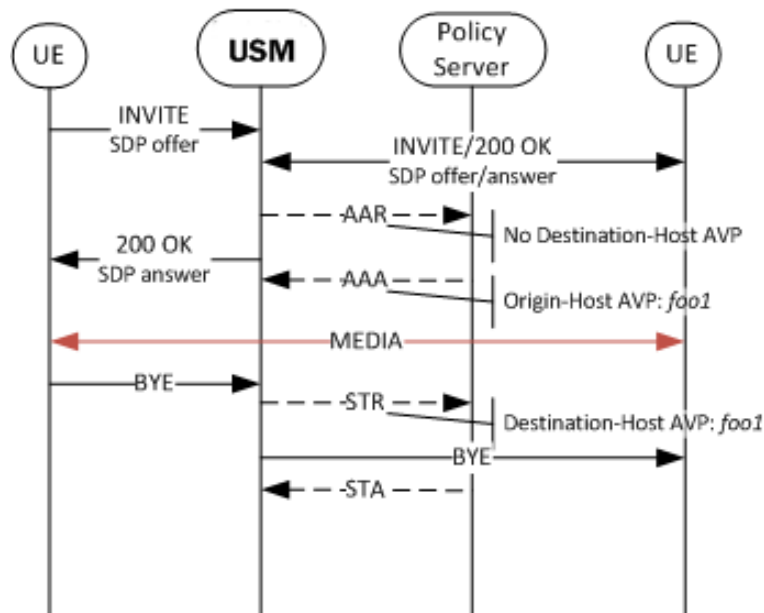 UE
USM
Policy
Server
UE
INVITE
SDP offer
INVITE/200 OK
SDP offer/answer
AAR
No Destination-Host AVP
200 OK
SDP answer
AAA
Origin-Host AVP: foo1
MEDIA
BYE
STR
Destination-Host AVP: foo1
BYE
STA